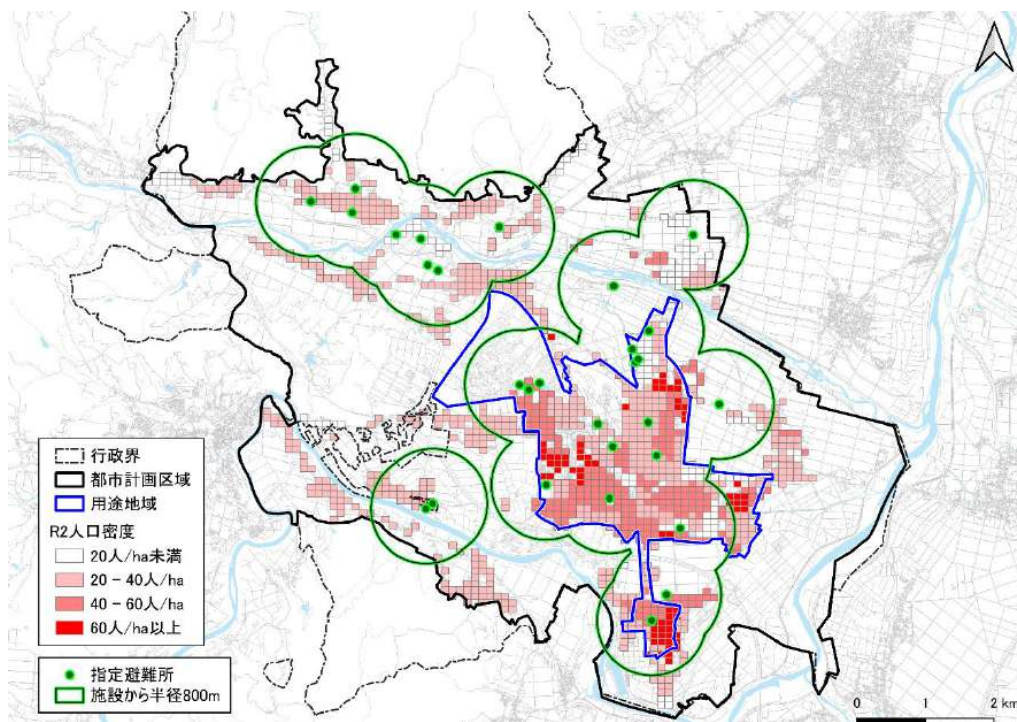 行政界
都市計画区域
用途地域
R2人口密度
20人/ha未満
20-40人/ha
40-60人/ha
60人/ha以上
指定避難所
施設から半径800m
0 1 2 km